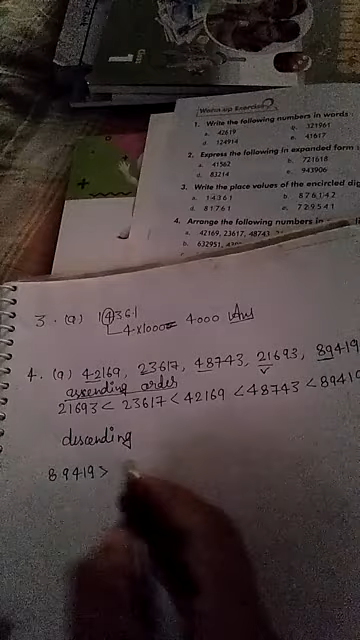 Warm-up Exercise
1. Write the following numbers in words
a. 42619 b. 321961
d. 124914 e. 41617
2. Express the following in expanded form
a. 41562 b. 721618
d. 83214 e. 943906
3. Write the place values of the encircled
a. 14361 b. 876142
d. 81761 e. 729541
4. Arrange the following numbers in
a. 42169, 23617, 48743
b. 632951,
3. (a) 14361
4×1000= 4000 Ans
4. (a) 42169, 23617, 48743, 21693, 89419
assending order
21693 < 23617 < 42169 < 48743 < 89419
descending
89419 >